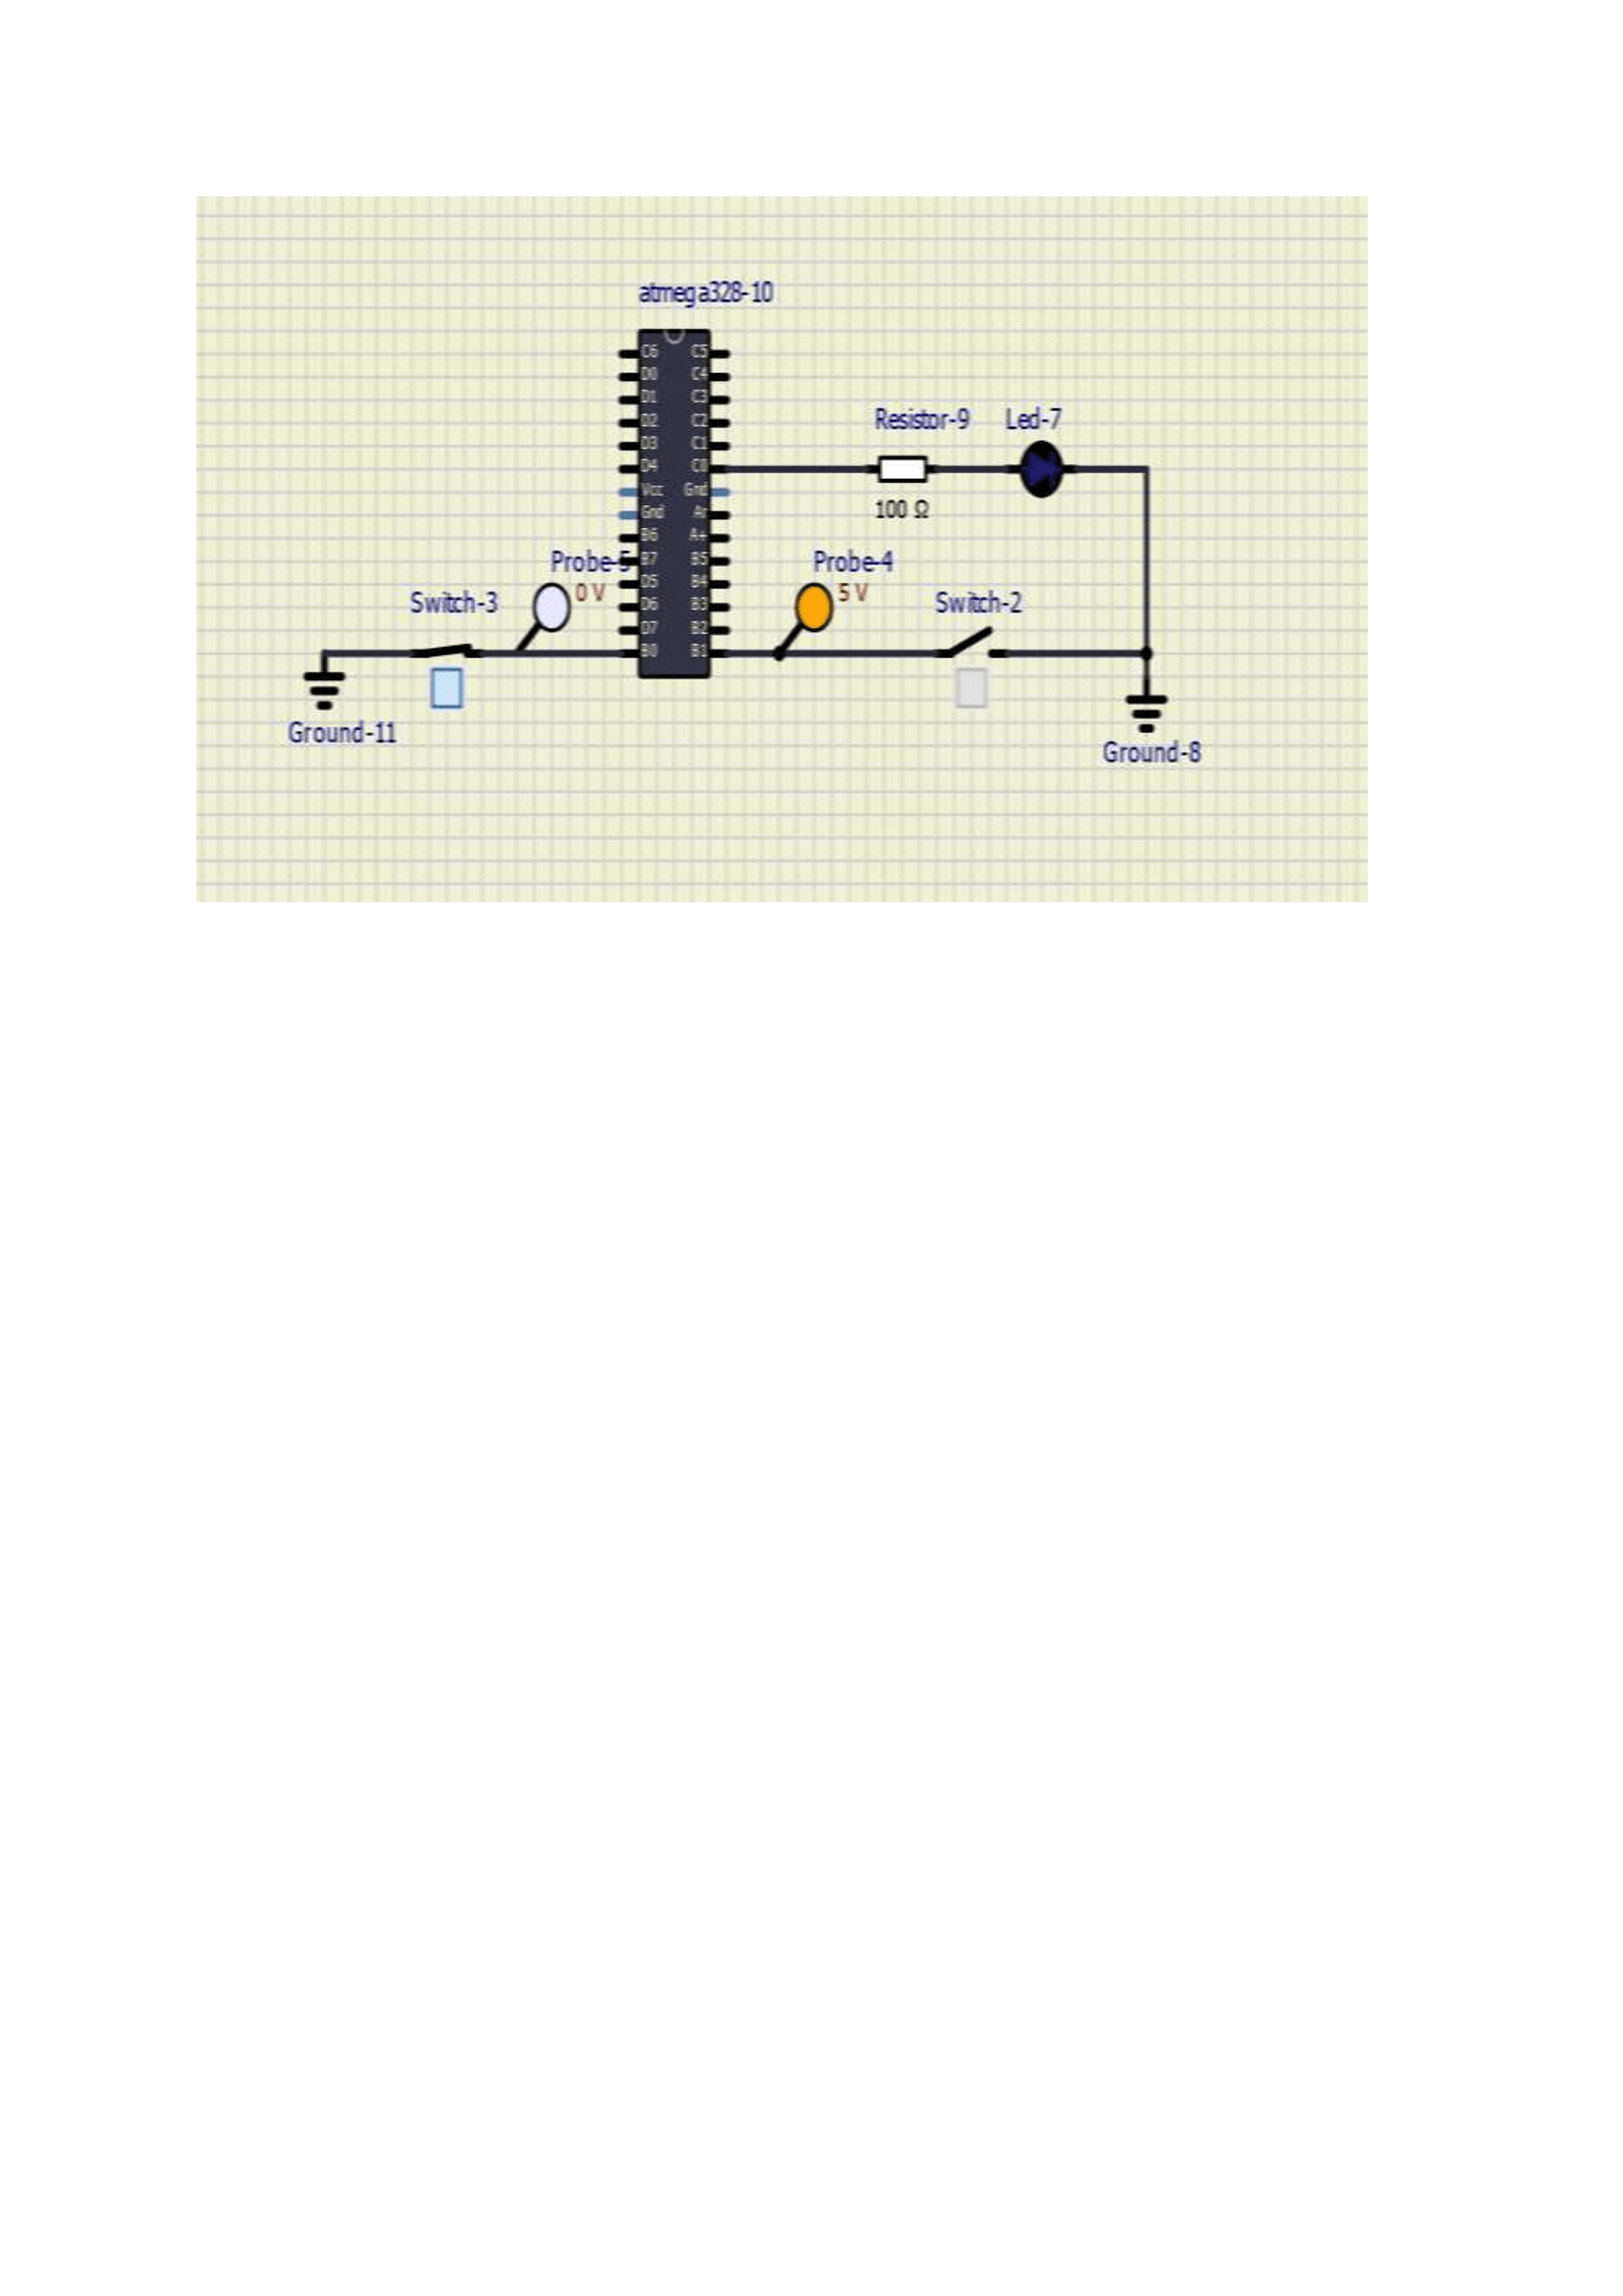 atmega328-10
C6 C5
D0 C4
D1 C3
D2 C2
D3 C1
D4 C0
Vcc Gnd
Gnd
B6 A+
B7 B5
D5 B4
D6 B3
D7 B2
B0 B1
Resistor-9
100 Ω
Led-7
Probe-5
0 V
Probe-4
5 V
Switch-3
Switch-2
Ground-11
Ground-8